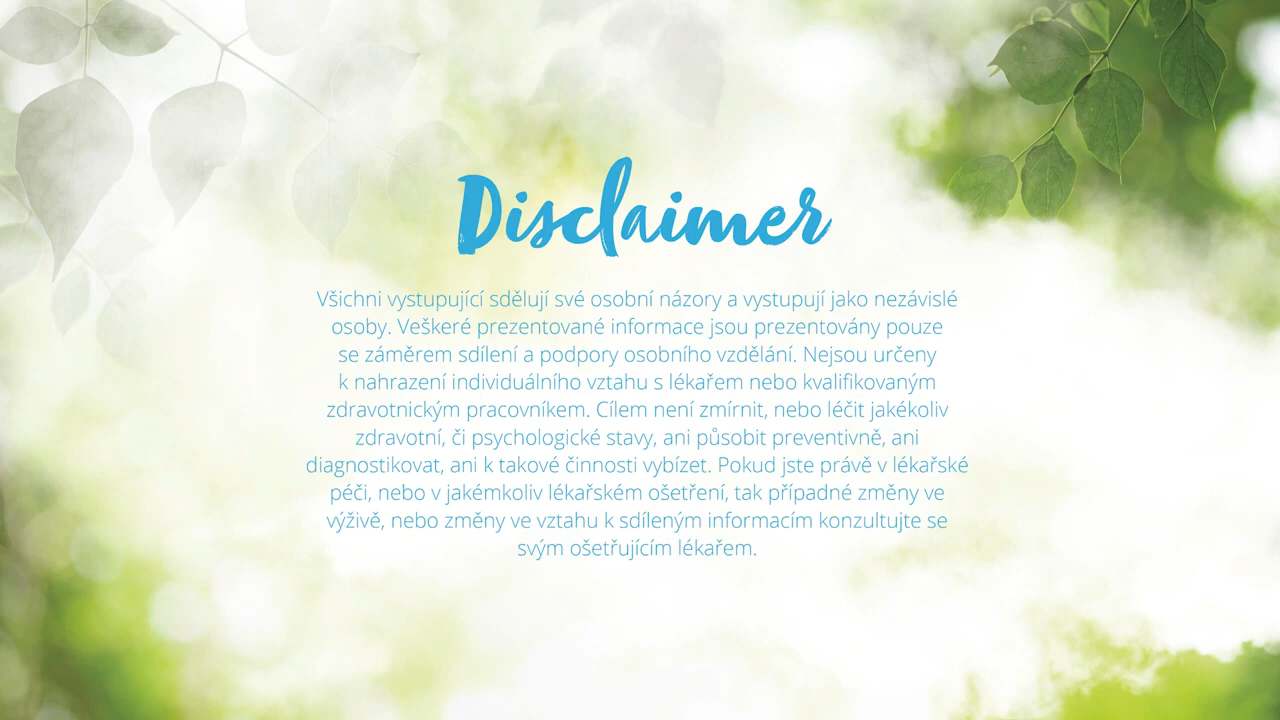 Disclaimer
Všichni vystupující sdělují své osobní názory a vystupují jako nezávislé
osoby. Veškeré prezentované informace jsou prezentovány pouze
se záměrem sdílení a podpory osobního vzdělání. Nejsou určeny
k nahrazení individuálního vztahu s lékařem nebo kvalifikovaným
zdravotnickým pracovníkem. Cílem není zmírnit, nebo léčit jakékoliv
zdravotní, či psychologické stavy, ani působit preventivně, ani
diagnostikovat, ani k takové činnosti vybízet. Pokud jste právě v lékařské
péči, nebo v jakémkoliv lékařském ošetření, tak případné změny ve
výživě, nebo změny ve vztahu k sdíleným informacím konzultujte se
svým ošetřujícím lékařem.